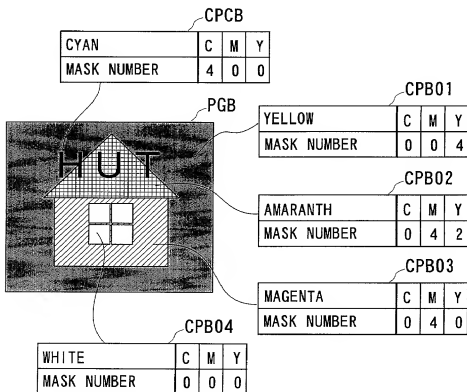 CPCB
CYAN C M Y
MASK NUMBER 4 0 0
PGB
CPB01
YELLOW C M Y
MASK NUMBER 0 0 4
HUT
CPB02
AMARANTH C M Y
MASK NUMBER 0 4 2
CPB03
MAGENTA C M Y
MASK NUMBER 0 4 0
CPB04
WHITE C M Y
MASK NUMBER 0 0 0